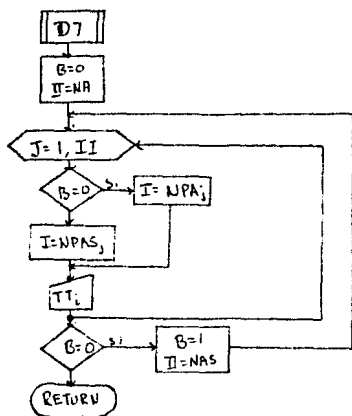 D7
B=0
II=NA
J=1, II
B=0
si
I=NPAj
I=NPASj
TTi
B=0
si
B=1
II=NAS
RETURN